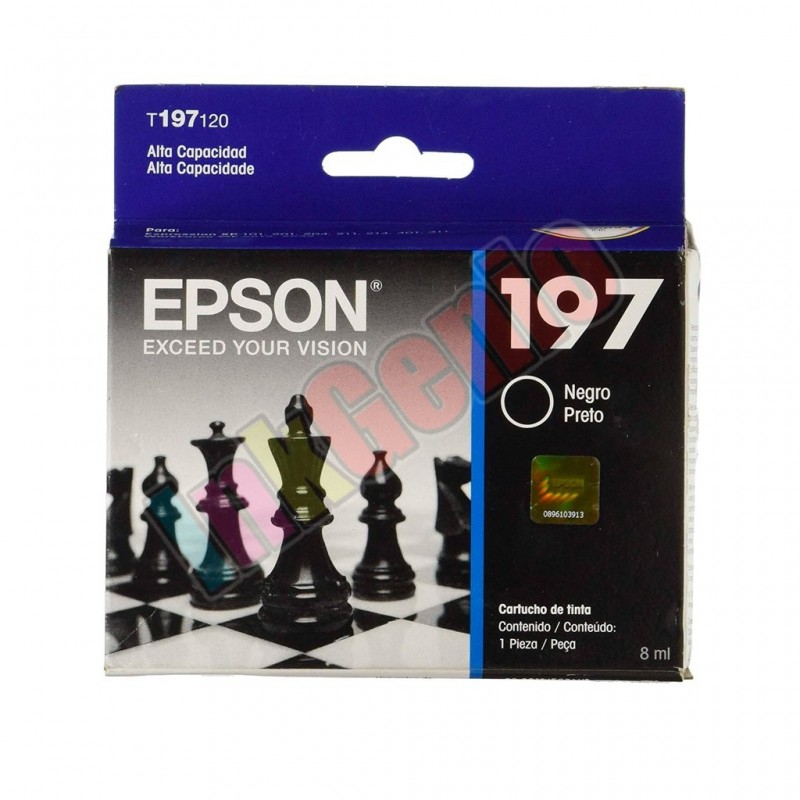 T197120
Alta Capacidad
Alta Capacidade
Para:
EPSON®
EXCEED YOUR VISION
197
Negro
Preto
EPSON
0896103913
Cartucho de tinta
Contenido / Conteúdo:
1 Pieza / Peça
8 ml
InkGenio